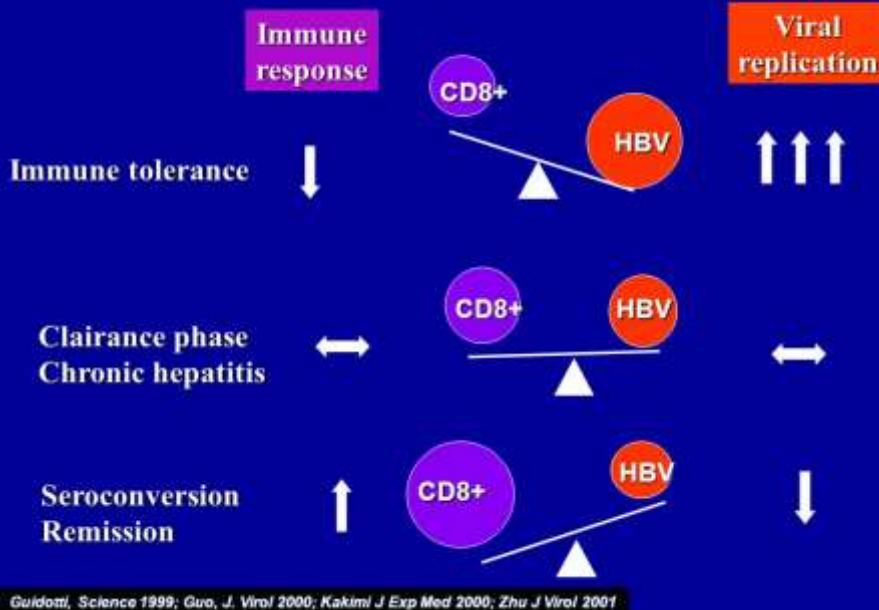 Immune
response
Viral
replication
CD8+
HBV
Immune tolerance
CD8+
HBV
Clairance phase
Chronic hepatitis
CD8+
HBV
Seroconversion
Remission
Guidotti, Science 1999; Guo, J. Virol 2000; Kakimi J Exp Med 2000; Zhu J Virol 2001